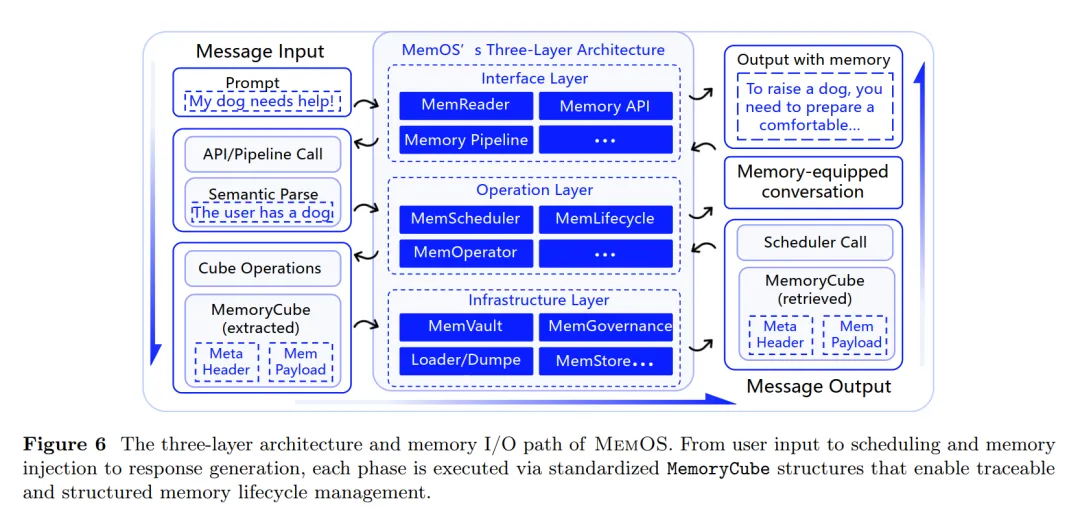 Message Input
Prompt
My dog needs help!
API/Pipeline Call
Semantic Parse
The user has a dog
Cube Operations
MemoryCube
(extracted)
Meta
Header
Mem
Payload
MemOS’s Three-Layer Architecture
Interface Layer
MemReader
Memory API
Memory Pipeline
...
Operation Layer
MemScheduler
MemLifecycle
MemOperator
...
Infrastructure Layer
MemVault
MemGovernance
Loader/Dumpe
MemStore...
Output with memory
To raise a dog, you
need to prepare a
comfortable...
Memory-equipped
conversation
Scheduler Call
MemoryCube
(retrieved)
Meta
Header
Mem
Payload
Message Output
Figure 6 The three-layer architecture and memory I/O path of MemOS. From user input to scheduling and memory
injection to response generation, each phase is executed via standardized MemoryCube structures that enable traceable
and structured memory lifecycle management.